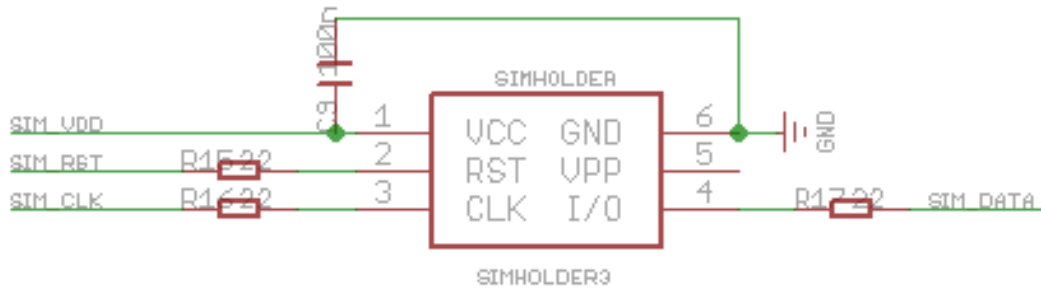 C9 100n
SIMHOLDER
SIM_VDD 1 VCC GND 6 GND
SIM_RST R15 22 2 RST VPP 5
SIM_CLK R16 22 3 CLK I/O 4 R17 22 SIM_DATA
SIMHOLDER3